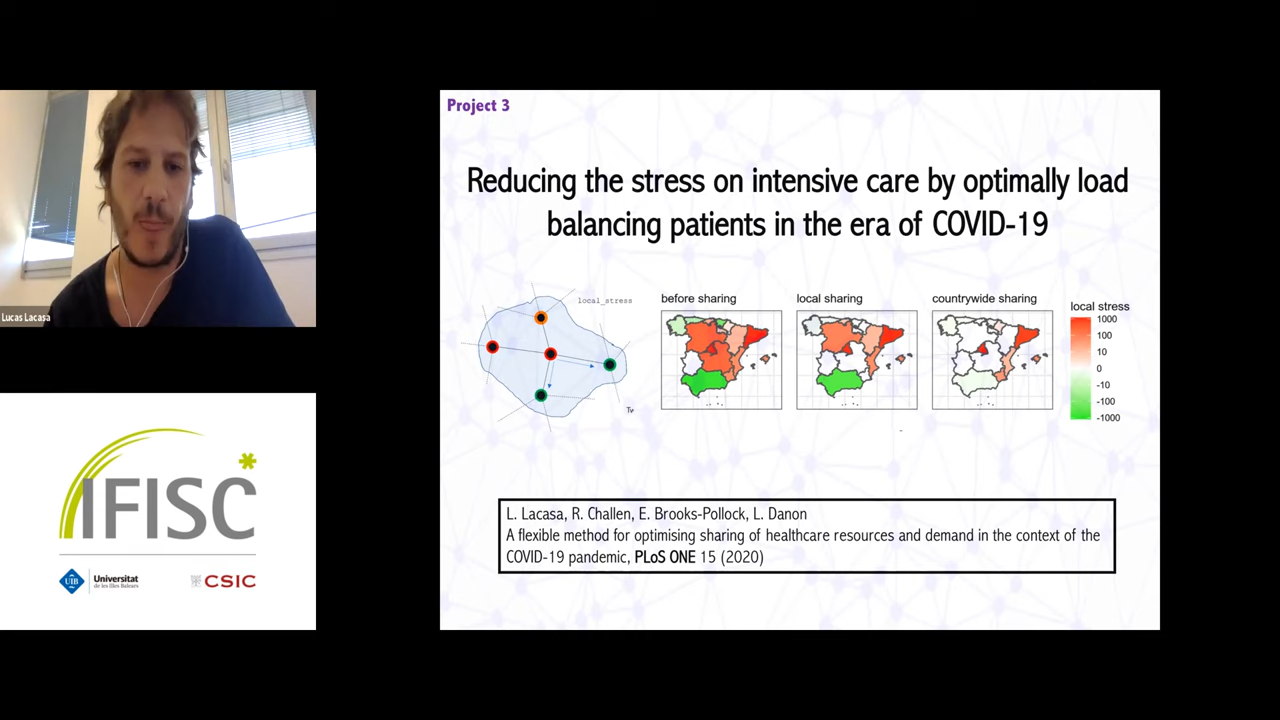 Project 3
Reducing the stress on intensive care by optimally load
balancing patients in the era of COVID-19
local_stress
before sharing
local sharing
countrywide sharing
local stress
1000
100
10
0
-10
-100
-1000
L. Lacasa, R. Challen, E. Brooks-Pollock, L. Danon
A flexible method for optimising sharing of healthcare resources and demand in the context of the
COVID-19 pandemic, PLoS ONE 15 (2020)
Lucas Lacasa
IFISC
UIB
Universitat
de les Illes Balears
CSIC